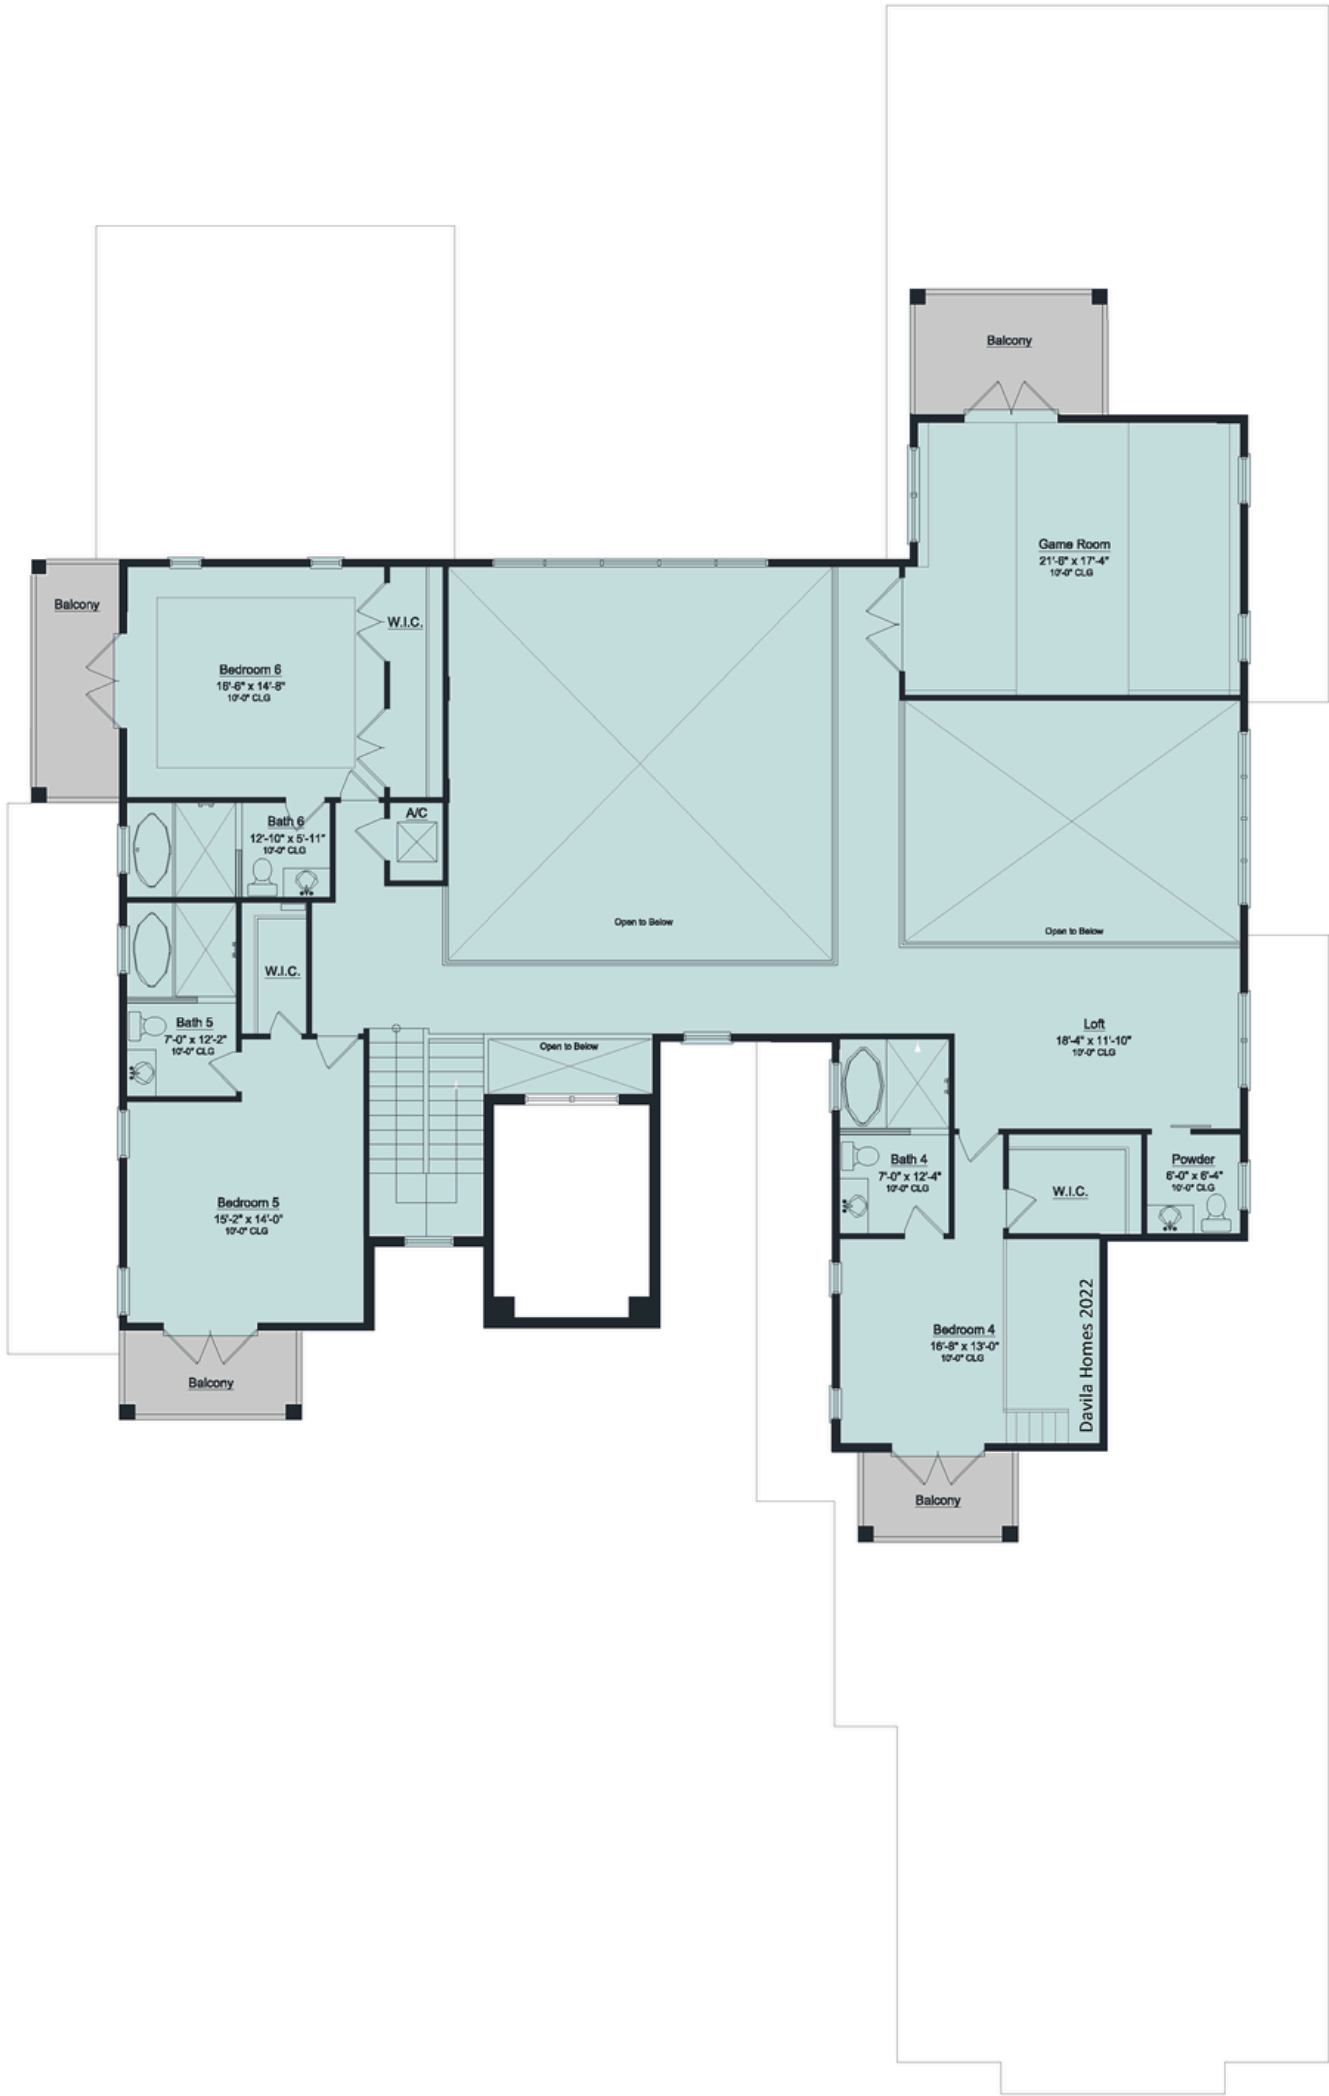 Balcony
Game Room
21'-6" x 17'-4"
10'-0" CLG
Balcony
W.I.C.
Bedroom 6
16'-6" x 14'-8"
10'-0" CLG
A/C
Bath 6
12'-10" x 5'-11"
10'-0" CLG
Open to Below
Open to Below
W.I.C.
Bath 5
7'-0" x 12'-2"
10'-0" CLG
Loft
18'-4" x 11'-10"
10'-0" CLG
Open to Below
Bath 4
7'-0" x 12'-4"
10'-0" CLG
W.I.C.
Powder
6'-0" x 6'-4"
10'-0" CLG
Bedroom 5
15'-2" x 14'-0"
10'-0" CLG
Bedroom 4
16'-8" x 13'-0"
10'-0" CLG
Davila Homes 2022
Balcony
Balcony